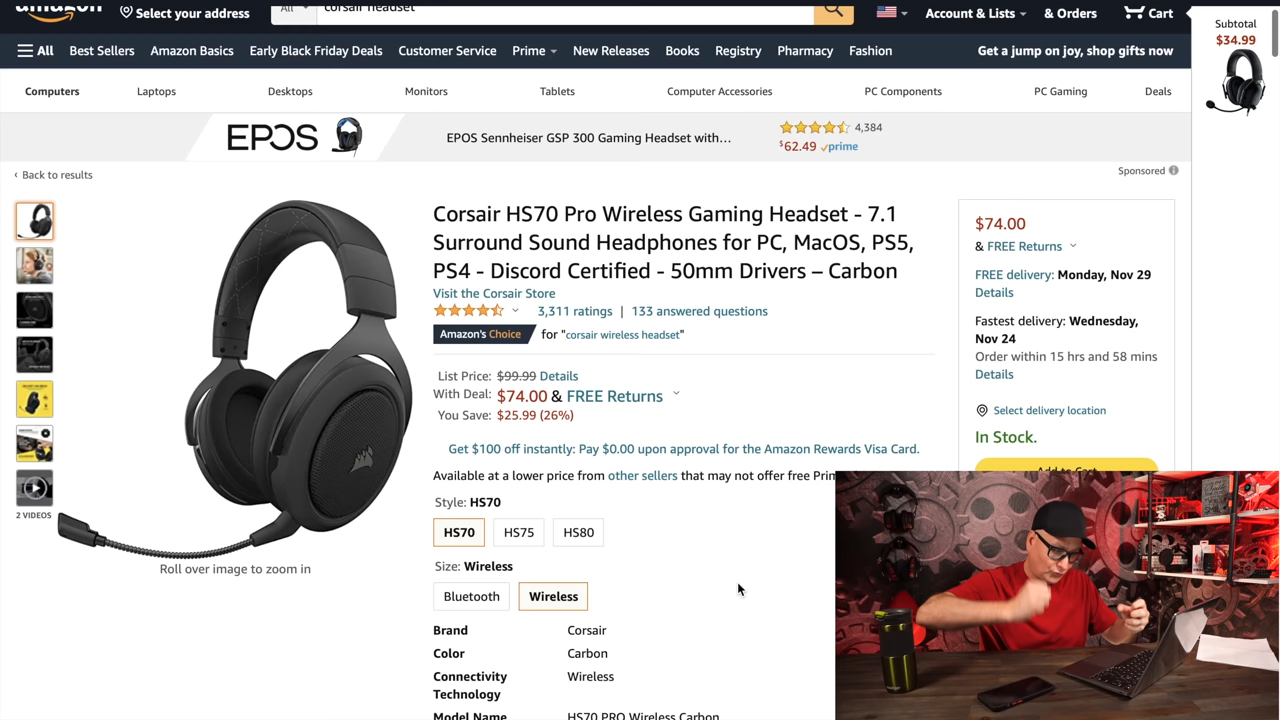 amazon
Select your address
All
corsair headset
Account & Lists
& Orders
Cart
Subtotal
$34.99
All
Best Sellers
Amazon Basics
Early Black Friday Deals
Customer Service
Prime
New Releases
Books
Registry
Pharmacy
Fashion
Get a jump on joy, shop gifts now
Computers
Laptops
Desktops
Monitors
Tablets
Computer Accessories
PC Components
PC Gaming
Deals
EPOS
EPOS Sennheiser GSP 300 Gaming Headset with...
4,384
$62.49 prime
Sponsored
‹ Back to results
Corsair HS70 Pro Wireless Gaming Headset - 7.1
Surround Sound Headphones for PC, MacOS, PS5,
PS4 - Discord Certified - 50mm Drivers – Carbon
Visit the Corsair Store
3,311 ratings | 133 answered questions
Amazon's Choice for "corsair wireless headset"
List Price: $99.99 Details
With Deal: $74.00 & FREE Returns
You Save: $25.99 (26%)
Get $100 off instantly: Pay $0.00 upon approval for the Amazon Rewards Visa Card.
Available at a lower price from other sellers that may not offer free Prim
Style: HS70
HS70
HS75
HS80
Size: Wireless
Bluetooth
Wireless
Brand Corsair
Color Carbon
Connectivity Wireless
Technology
Model Name HS70 PRO Wireless Carbon
2 VIDEOS
Roll over image to zoom in
$74.00
& FREE Returns
FREE delivery: Monday, Nov 29
Details
Fastest delivery: Wednesday,
Nov 24
Order within 15 hrs and 58 mins
Details
Select delivery location
In Stock.
Add to Cart